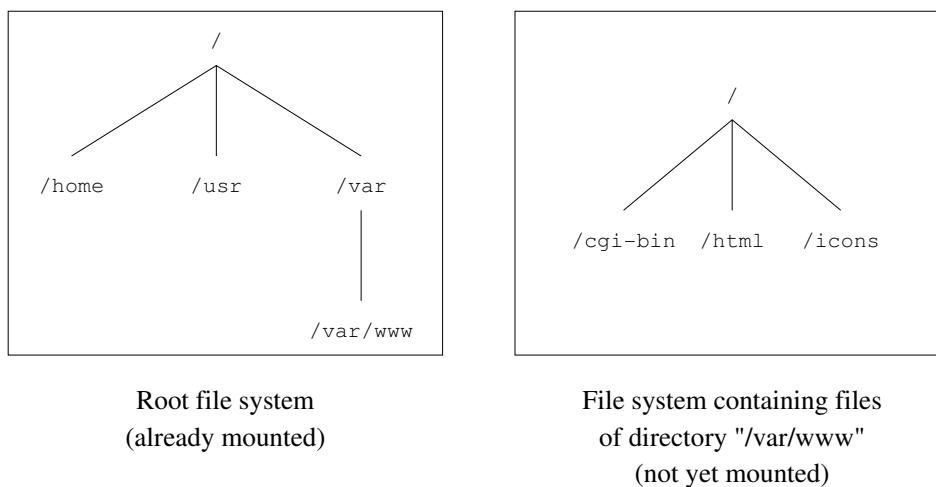 /
/home /usr /var
/var/www
Root file system
(already mounted)
/
/cgi-bin /html /icons
File system containing files
of directory "/var/www"
(not yet mounted)